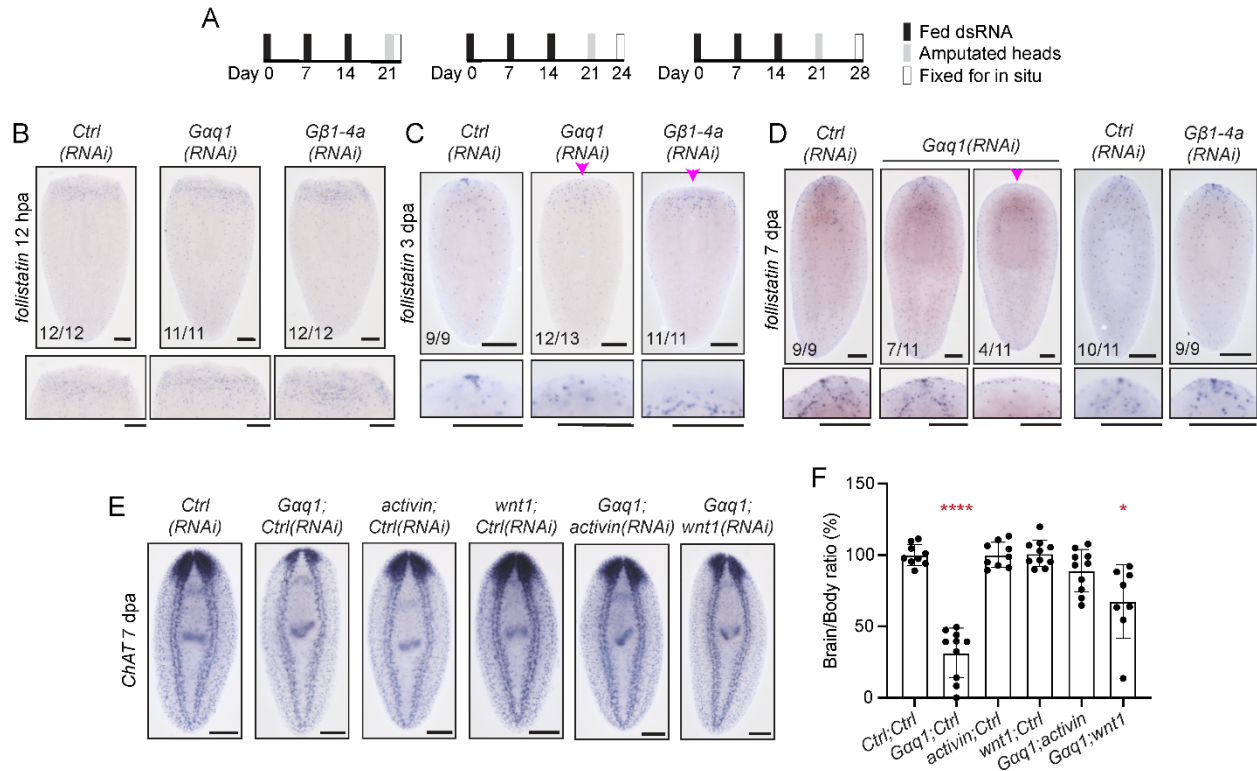 A
Day 0 7 14 21
Day 0 7 14 21 24
Day 0 7 14 21 28
Fed dsRNA
Amputated heads
Fixed for in situ
B
Ctrl
(RNAi)
Gαq1
(RNAi)
Gβ1-4a
(RNAi)
follistatin 12 hpa
12/12
11/11
12/12
C
Ctrl
(RNAi)
Gαq1
(RNAi)
Gβ1-4a
(RNAi)
follistatin 3 dpa
9/9
12/13
11/11
D
Ctrl
(RNAi)
Gαq1(RNAi)
Ctrl
(RNAi)
Gβ1-4a
(RNAi)
follistatin 7 dpa
9/9
7/11
4/11
10/11
9/9
E
Ctrl
(RNAi)
Gαq1;
Ctrl(RNAi)
activin;
Ctrl(RNAi)
wnt1;
Ctrl(RNAi)
Gαq1;
activin(RNAi)
Gαq1;
wnt1(RNAi)
ChAT 7 dpa
F
Brain/Body ratio (%)
150
100
50
0
****
*
Ctrl;Ctrl
Gαq1;Ctrl
activin;Ctrl
wnt1;Ctrl
Gαq1;activin
Gαq1;wnt1